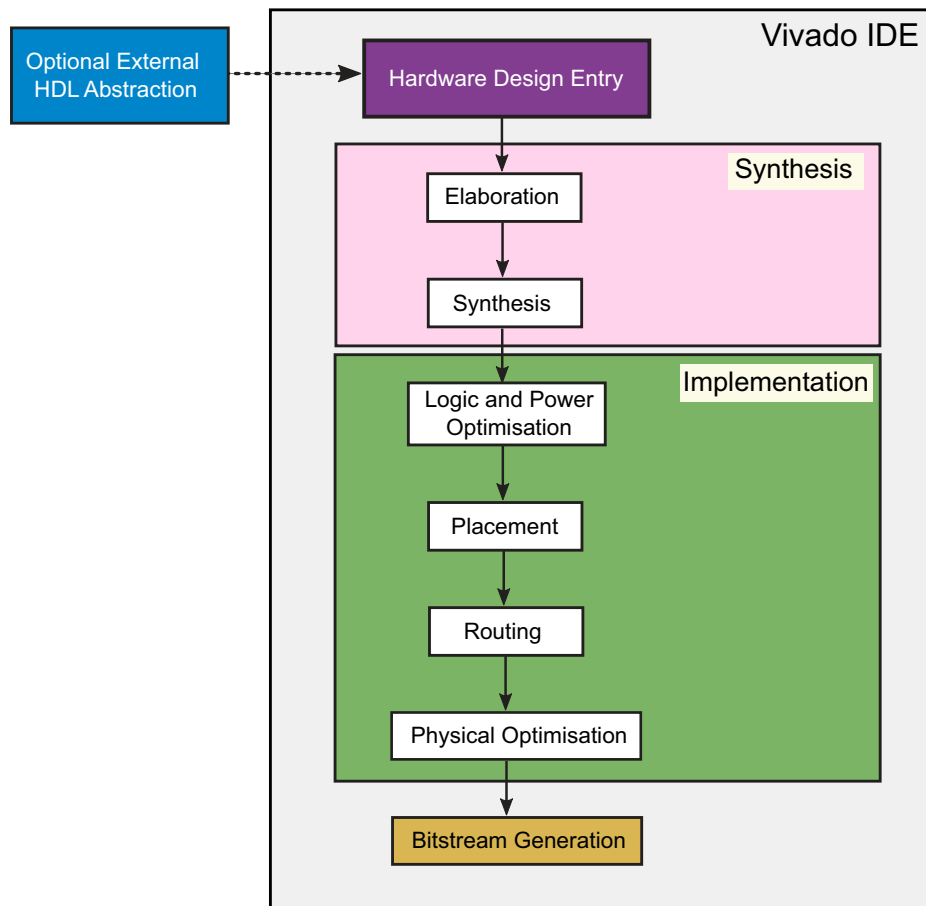 Vivado IDE
Optional External
HDL Abstraction
Hardware Design Entry
Synthesis
Elaboration
Synthesis
Implementation
Logic and Power
Optimisation
Placement
Routing
Physical Optimisation
Bitstream Generation